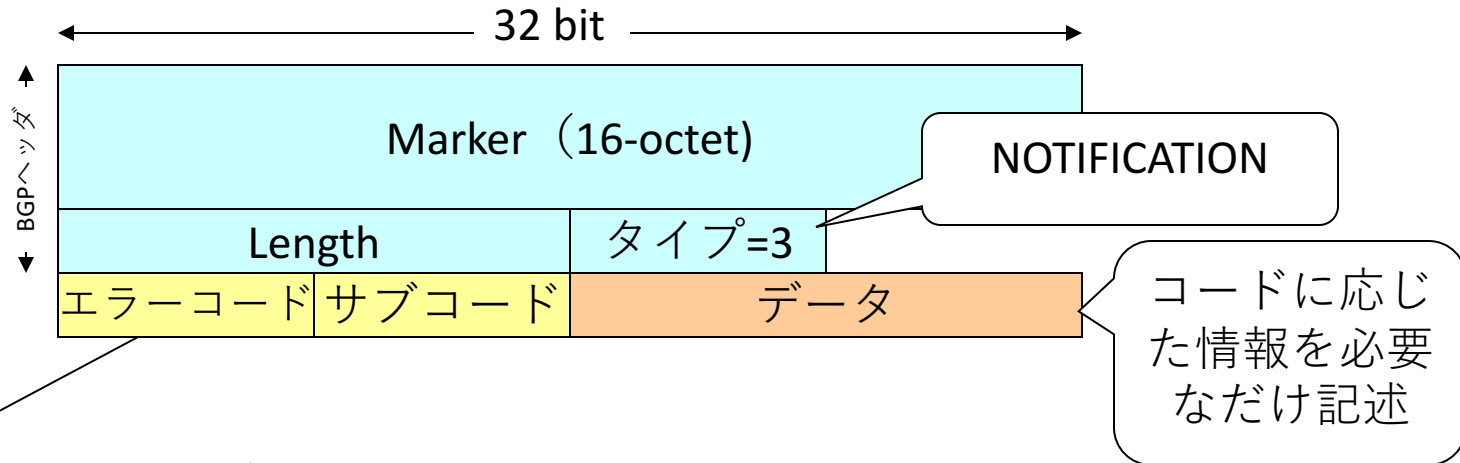 32 bit
BGPヘッダ
Marker（16-octet)
NOTIFICATION
Length
タイプ=3
エラーコード
サブコード
データ
コードに応じ
た情報を必要
なだけ記述